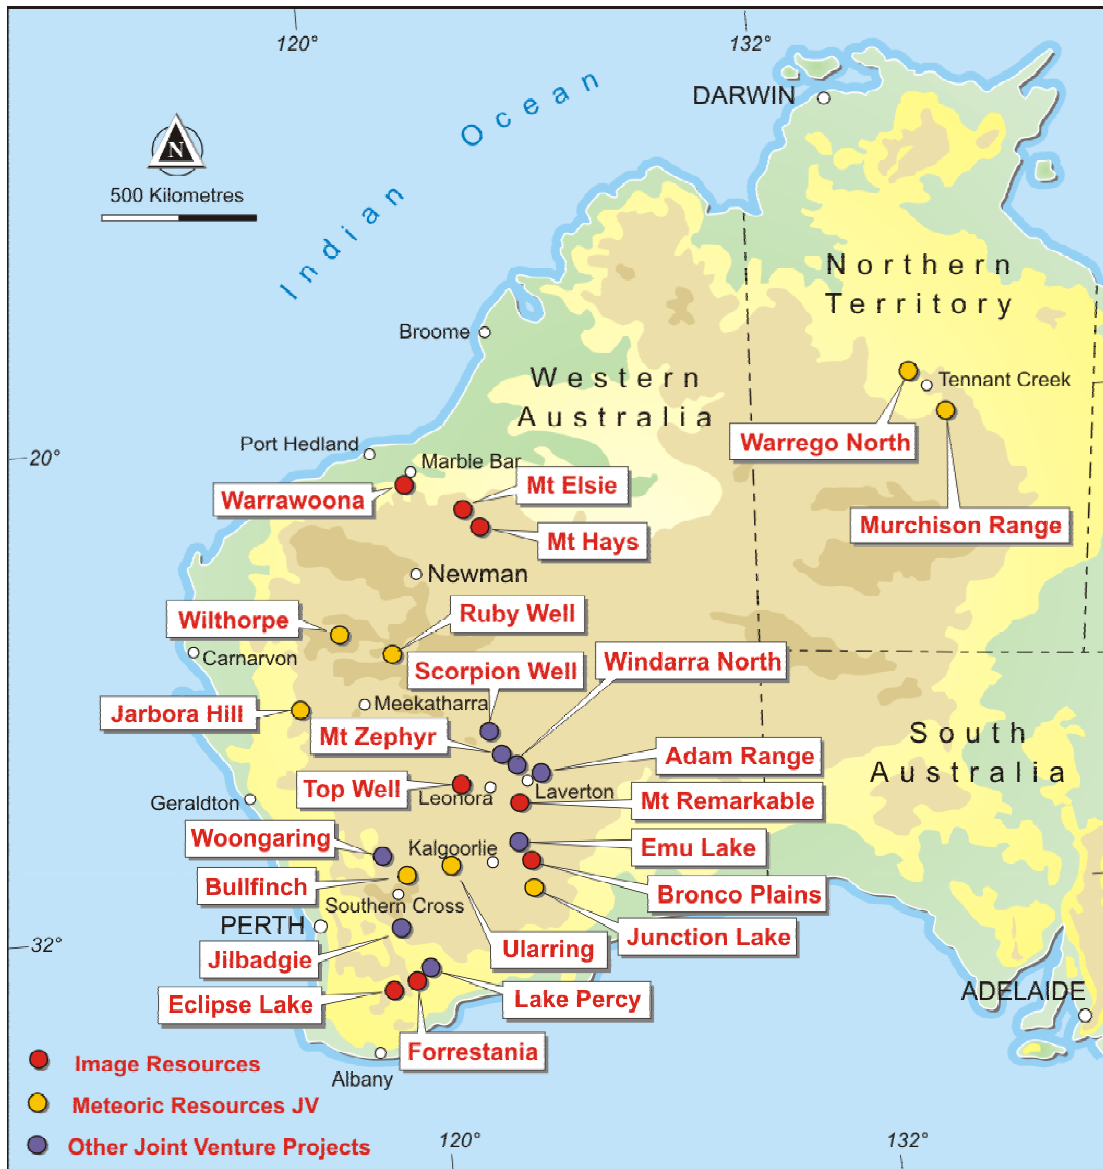 120°
132°
DARWIN
Indian Ocean
N
500 Kilometres
Northern
Territory
Broome
Western
Australia
Tennant Creek
Warrego North
Port Hedland
20°
Marble Bar
Mt Elsie
Warrawoona
Murchison Range
Mt Hays
Newman
Ruby Well
Wilthorpe
Carnarvon
Scorpion Well
Windarra North
Meekatharra
Jarbora Hill
Mt Zephyr
South
Australia
Adam Range
Top Well
Leonora
Laverton
Geraldton
Mt Remarkable
Woongaring
Kalgoorlie
Emu Lake
Bullfinch
Bronco Plains
Southern Cross
PERTH
Junction Lake
Ularring
32°
Jilbadgie
ADELAIDE
Lake Percy
Eclipse Lake
Forrestania
Image Resources
Albany
Meteoric Resources JV
Other Joint Venture Projects
120°
132°